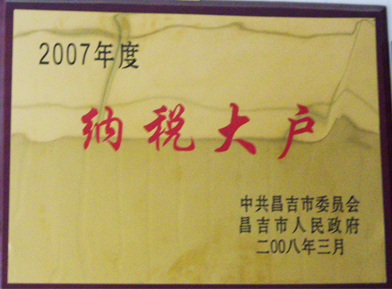 2007年度
纳税大户
中共昌吉市委员会
昌吉市人民政府
二00八年三月